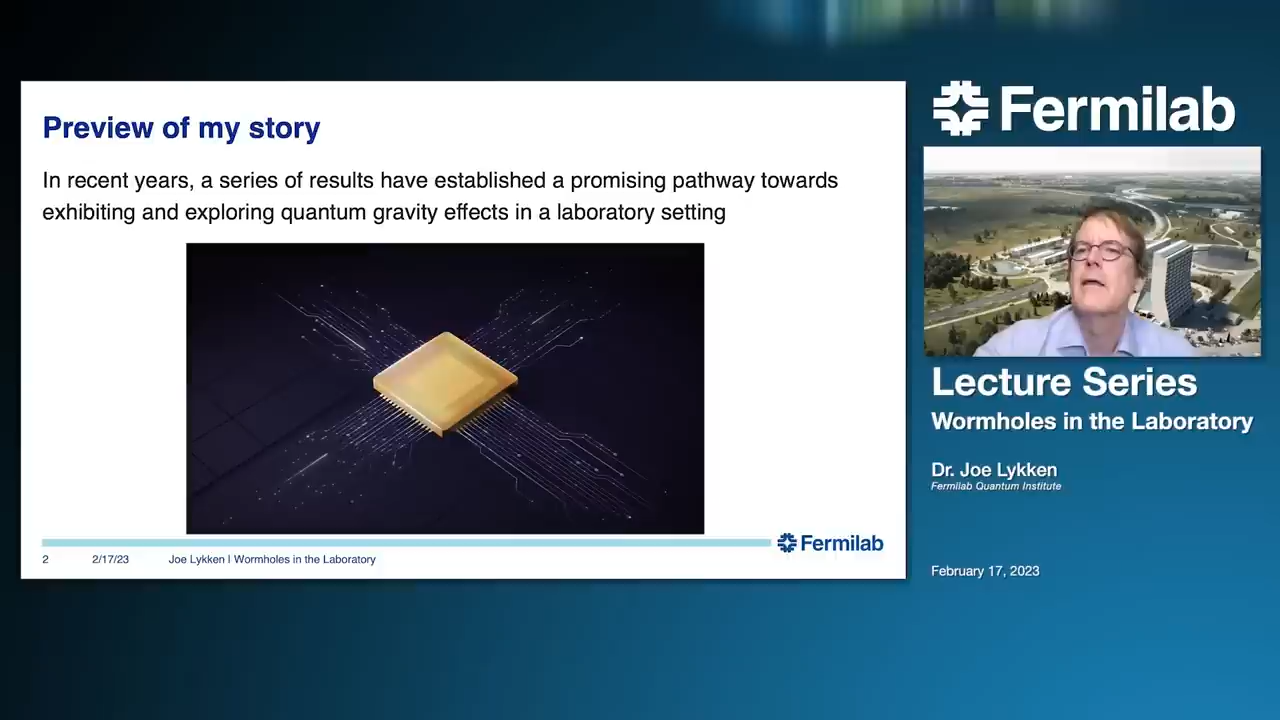 Preview of my story
In recent years, a series of results have established a promising pathway towards
exhibiting and exploring quantum gravity effects in a laboratory setting
Fermilab
2 2/17/23 Joe Lykken | Wormholes in the Laboratory
Fermilab
Lecture Series
Wormholes in the Laboratory
Dr. Joe Lykken
Fermilab Quantum Institute
February 17, 2023